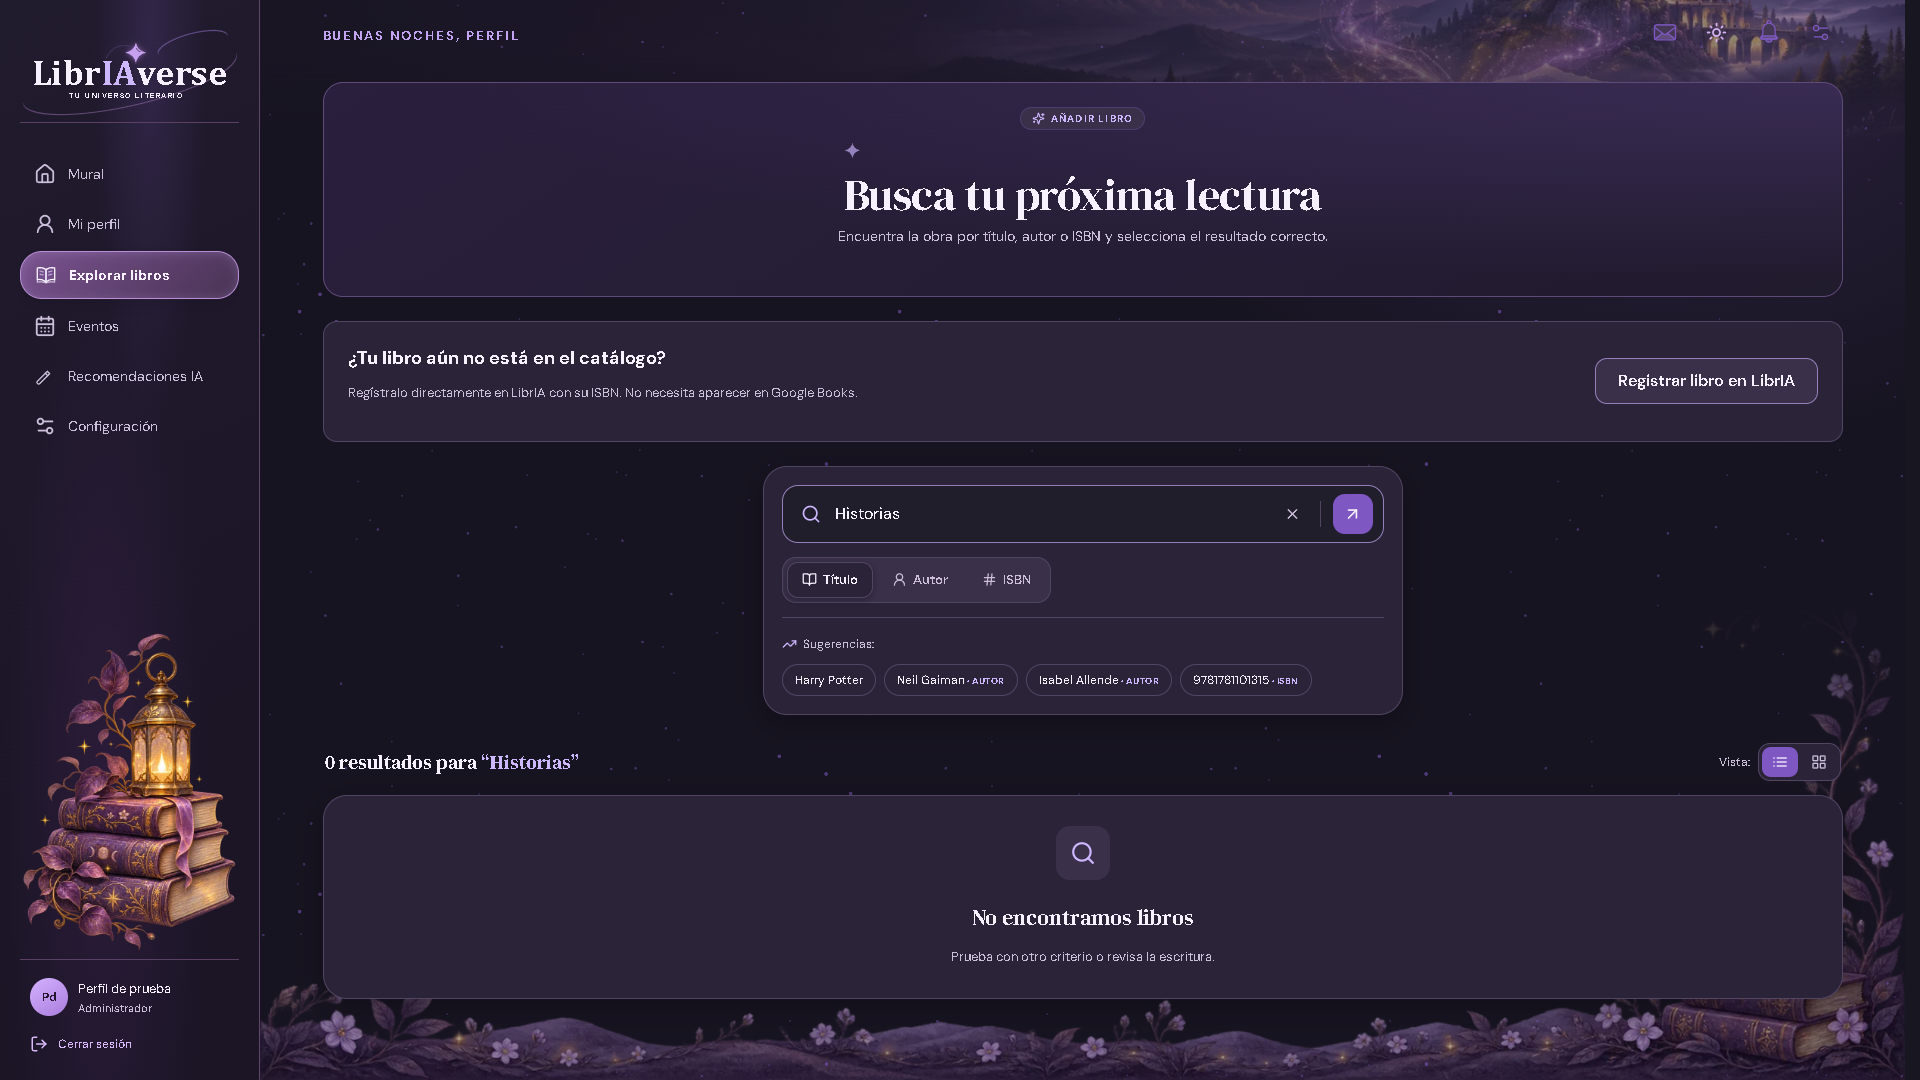 LibrIAverse
TU UNIVERSO LITERARIO
Mural
Mi perfil
Explorar libros
Eventos
Recomendaciones IA
Configuración
Pd
Perfil de prueba
Administrador
Cerrar sesión
BUENAS NOCHES, PERFIL
AÑADIR LIBRO
Busca tu próxima lectura
Encuentra la obra por título, autor o ISBN y selecciona el resultado correcto.
¿Tu libro aún no está en el catálogo?
Regístralo directamente en LibrIA con su ISBN. No necesita aparecer en Google Books.
Registrar libro en LibrIA
Historias
Título Autor ISBN
Sugerencias:
Harry Potter Neil Gaiman · AUTOR Isabel Allende · AUTOR 9781781101315 · ISBN
0 resultados para “Historias”
Vista:
No encontramos libros
Prueba con otro criterio o revisa la escritura.